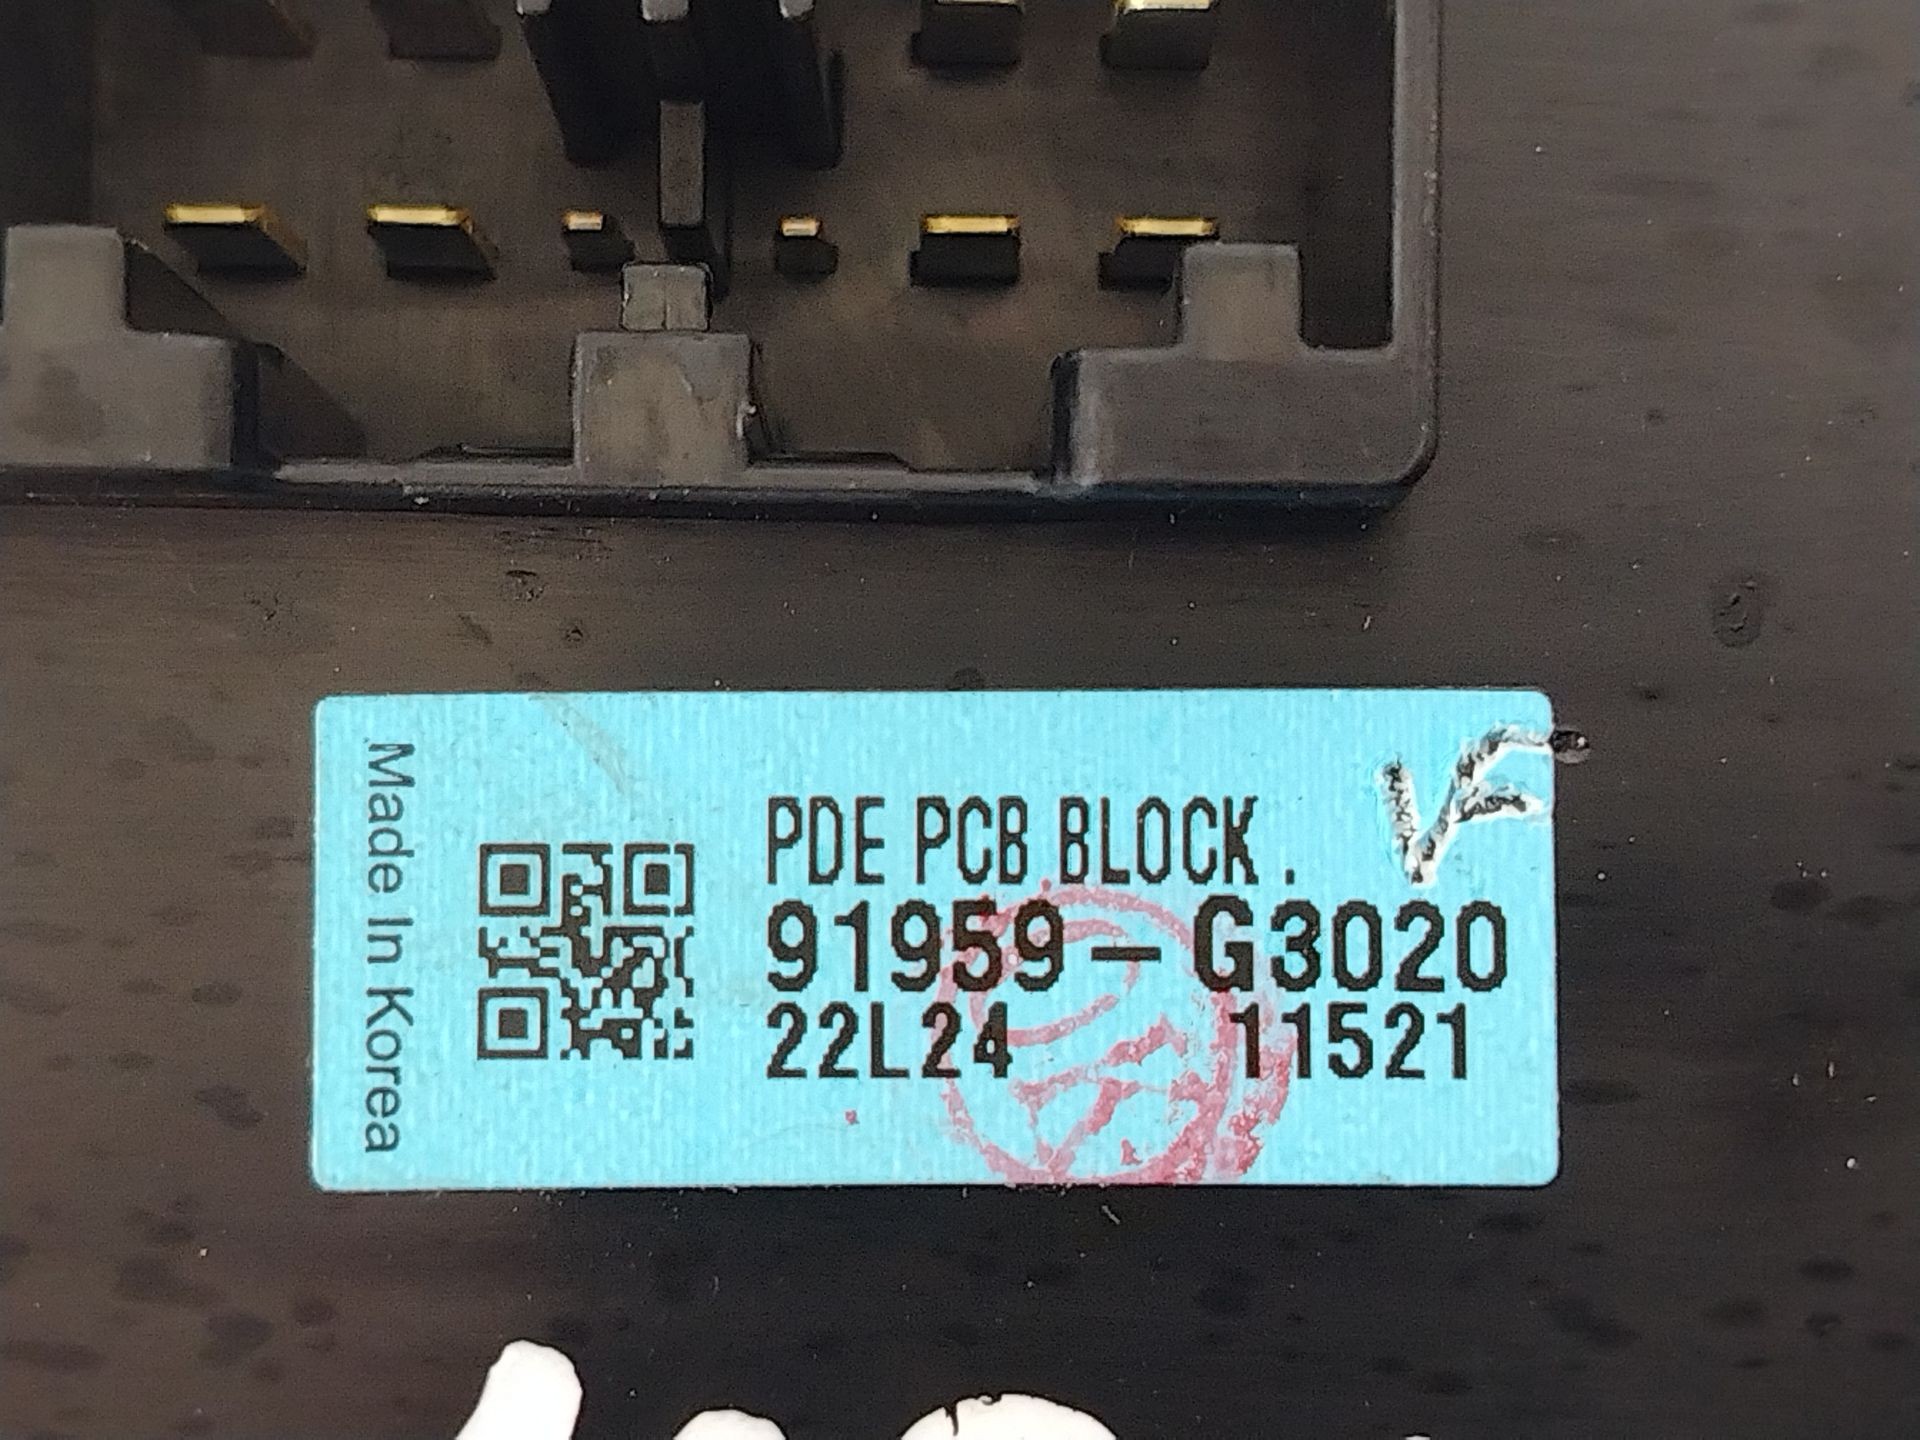 Made In Korea
PDE PCB BLOCK.
91959-G3020
22L24 11521